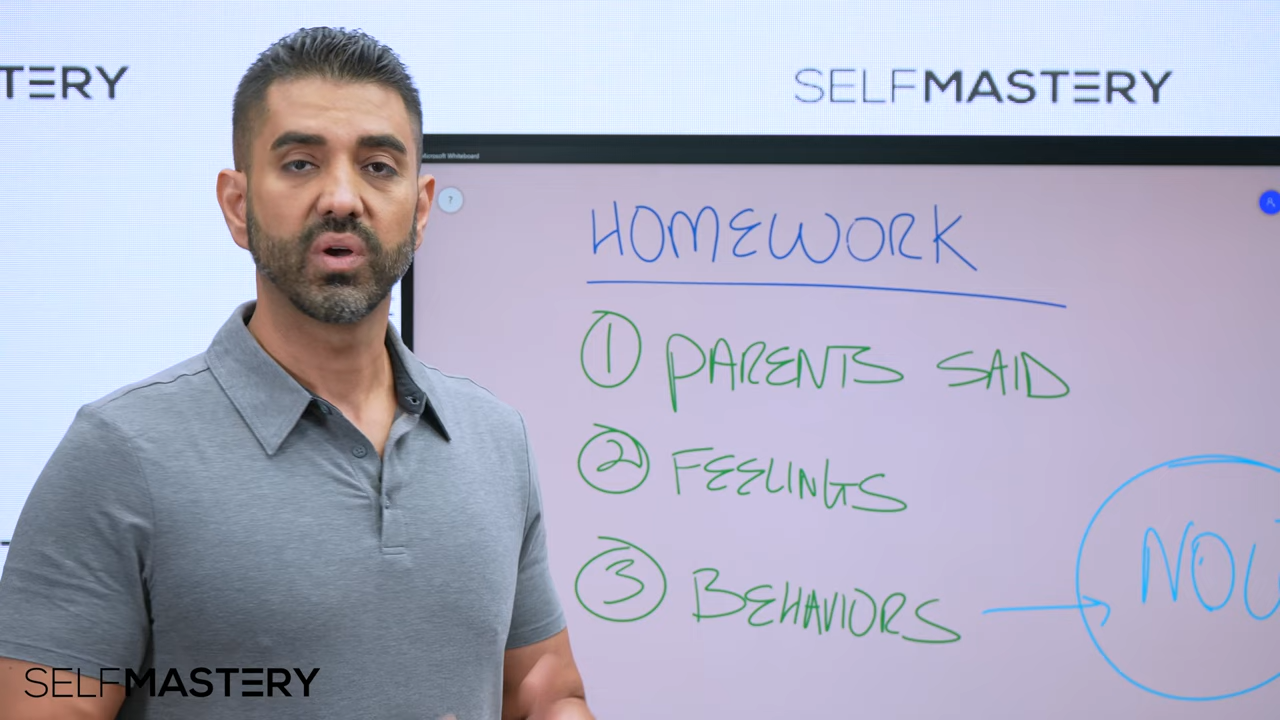 TERY
SELFMASTERY
Microsoft Whiteboard
?
HOMEWORK
1 PARENTS SAID
2 FEELINGS
3 BEHAVIORS
NOW
SELFMASTERY